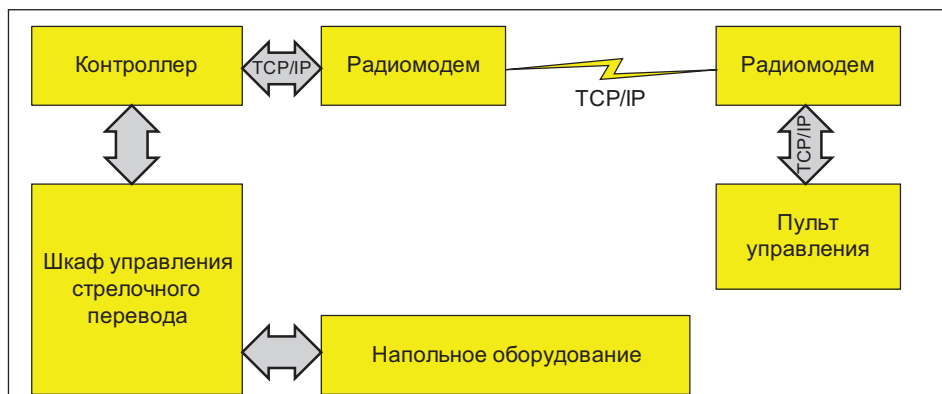 Контроллер
TCP/IP
Радиомодем
TCP/IP
Радиомодем
TCP/IP
Пульт
управления
Шкаф управления
стрелочного
перевода
Напольное оборудование